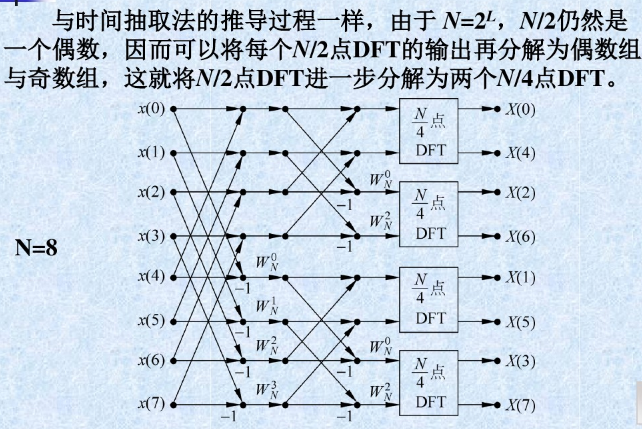 与时间抽取法的推导过程一样，由于 N=2^L，N/2仍然是
一个偶数，因而可以将每个N/2点DFT的输出再分解为偶数组
与奇数组，这就将N/2点DFT进一步分解为两个N/4点DFT。
x(0) N/4点 DFT X(0)
x(1) X(4)
W_N^0
x(2) -1 N/4点 DFT X(2)
W_N^2
x(3) -1 X(6)
N=8
W_N^0
x(4) -1 N/4点 DFT X(1)
W_N^1
x(5) -1 X(5)
W_N^2 W_N^0
x(6) -1 -1 N/4点 DFT X(3)
W_N^3 W_N^2
x(7) -1 -1 X(7)